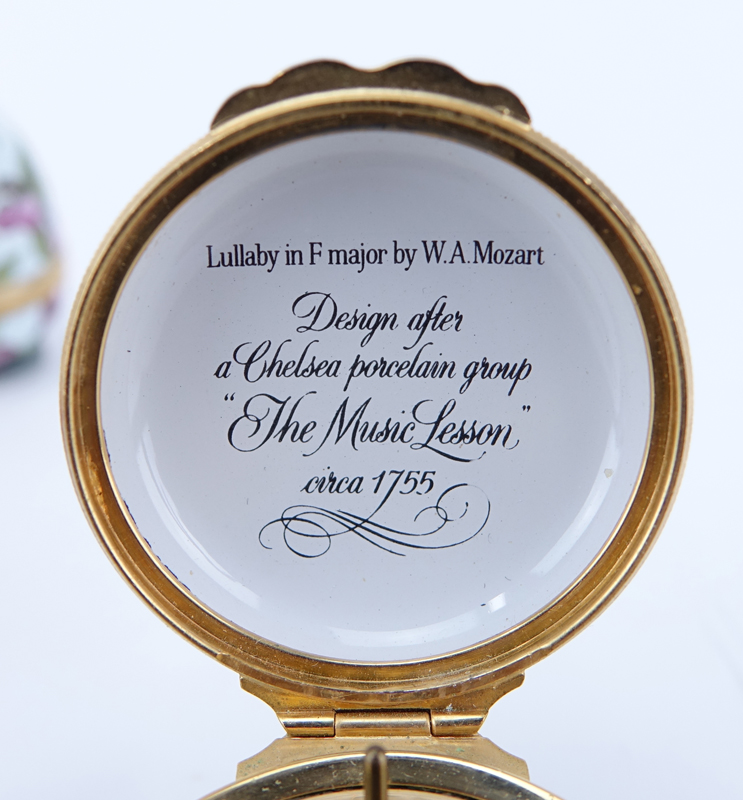 Lullaby in F major by W.A.Mozart
Design after
a Chelsea porcelain group
“The Music Lesson”
circa 1755